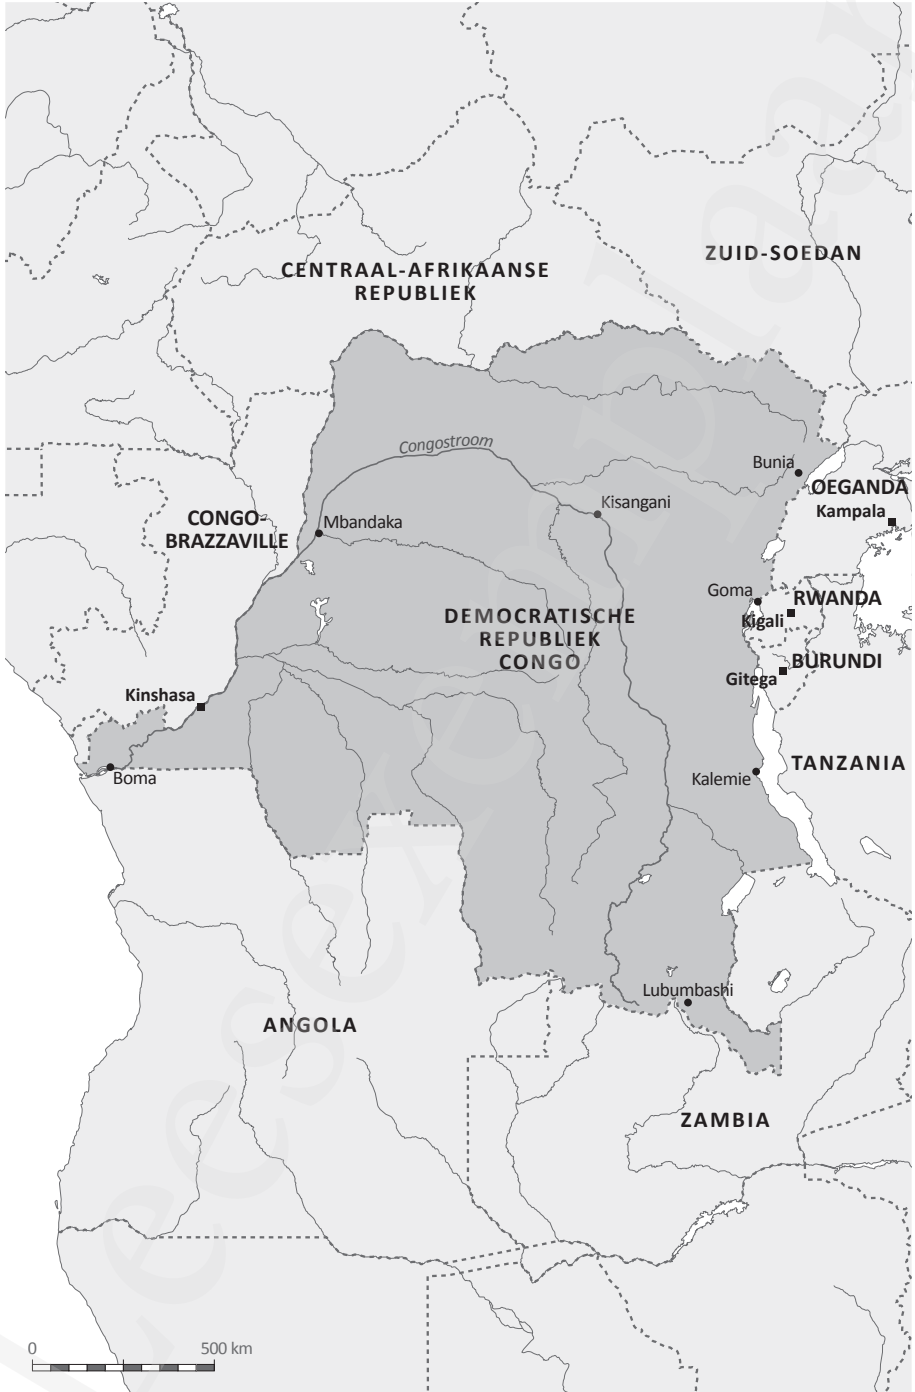 ZUID-SOEDAN
CENTRAAL-AFRIKAANSE
REPUBLIEK
Congostroom
Bunia
OEGANDA
Kampala
Kisangani
CONGO-
BRAZZAVILLE
Mbandaka
Goma
RWANDA
Kigali
DEMOCRATISCHE
REPUBLIEK
CONGO
BURUNDI
Gitega
Kinshasa
TANZANIA
Boma
Kalemie
Lubumbashi
ANGOLA
ZAMBIA
0 500 km
leesexemplaar